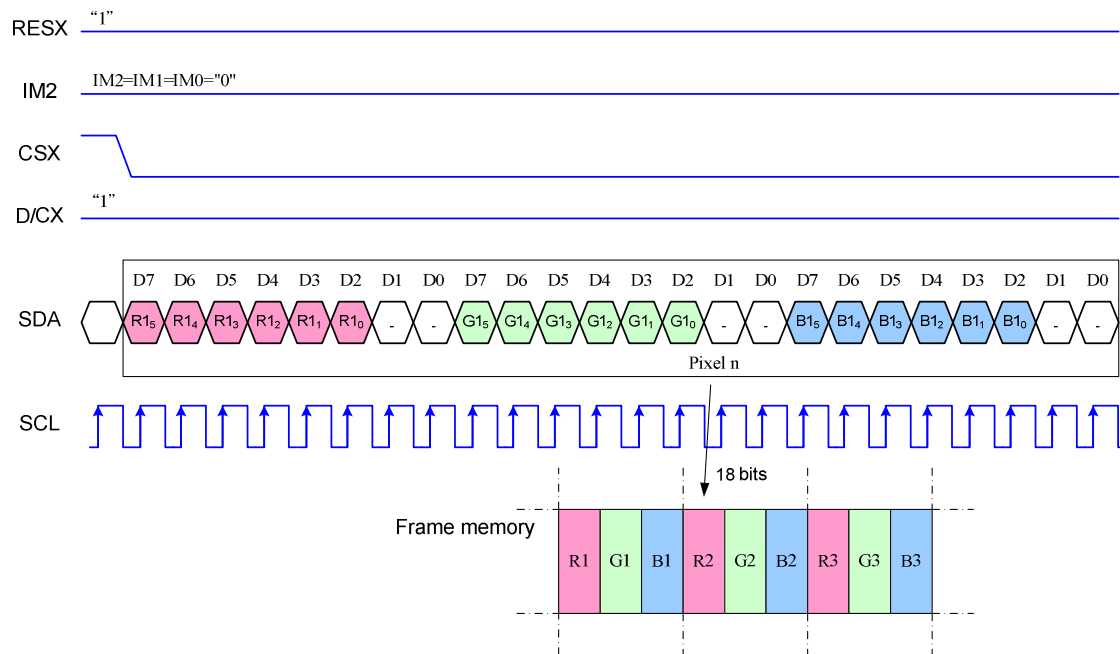 RESX “1”
IM2 IM2=IM1=IM0="0"
CSX
D/CX “1”
D7 D6 D5 D4 D3 D2 D1 D0 D7 D6 D5 D4 D3 D2 D1 D0 D7 D6 D5 D4 D3 D2 D1 D0
SDA R1₅ R1₄ R1₃ R1₂ R1₁ R1₀ - - G1₅ G1₄ G1₃ G1₂ G1₁ G1₀ - - B1₅ B1₄ B1₃ B1₂ B1₁ B1₀ - -
Pixel n
SCL
18 bits
Frame memory
R1 G1 B1 R2 G2 B2 R3 G3 B3